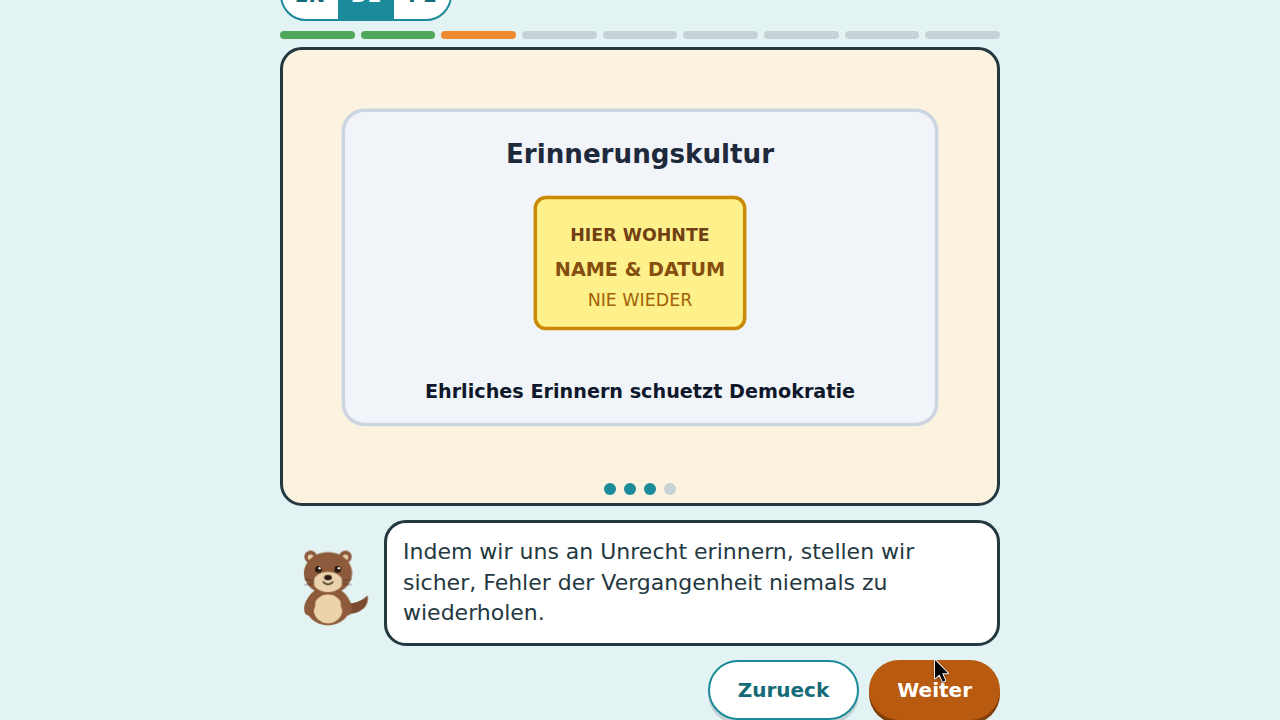 Erinnerungskultur
HIER WOHNTE
NAME & DATUM
NIE WIEDER
Ehrliches Erinnern schuetzt Demokratie
Indem wir uns an Unrecht erinnern, stellen wir
sicher, Fehler der Vergangenheit niemals zu
wiederholen.
Zurueck
Weiter